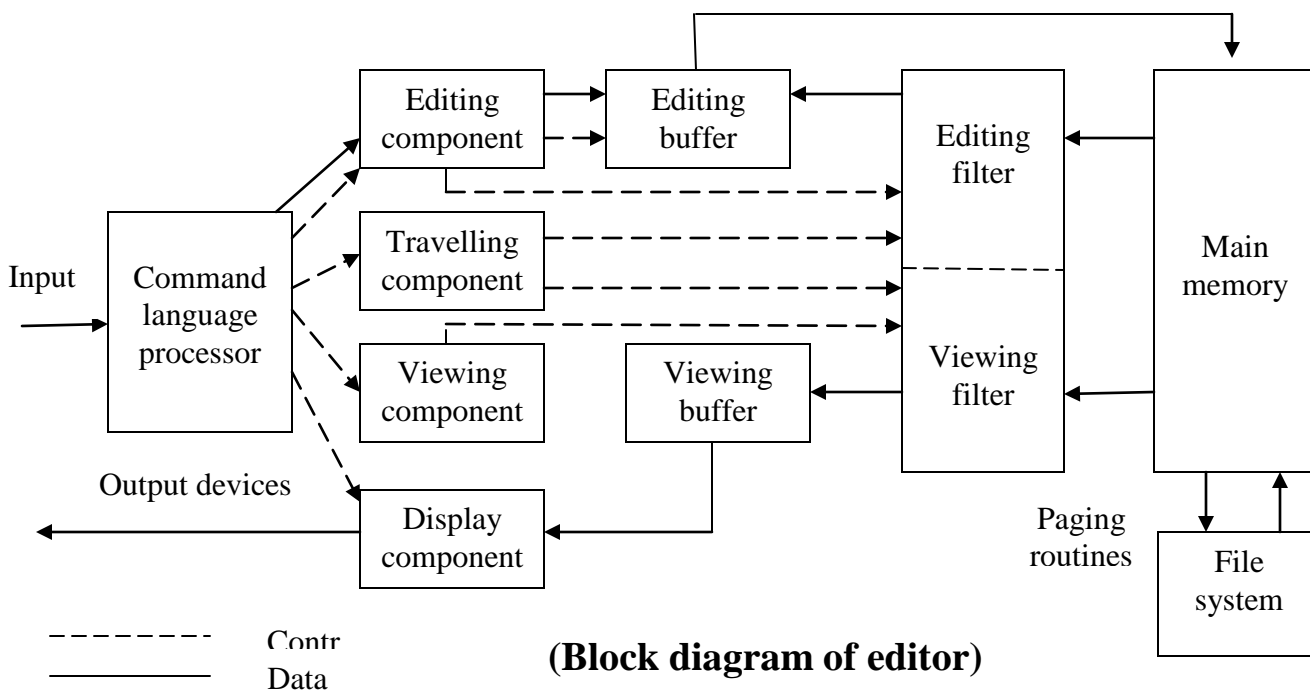 Editing
component
Editing
buffer
Editing
filter
Input
Command
language
processor
Travelling
component
Main
memory
Viewing
component
Viewing
buffer
Viewing
filter
Output devices
Display
component
Paging
routines
File
system
Contr
Data
(Block diagram of editor)